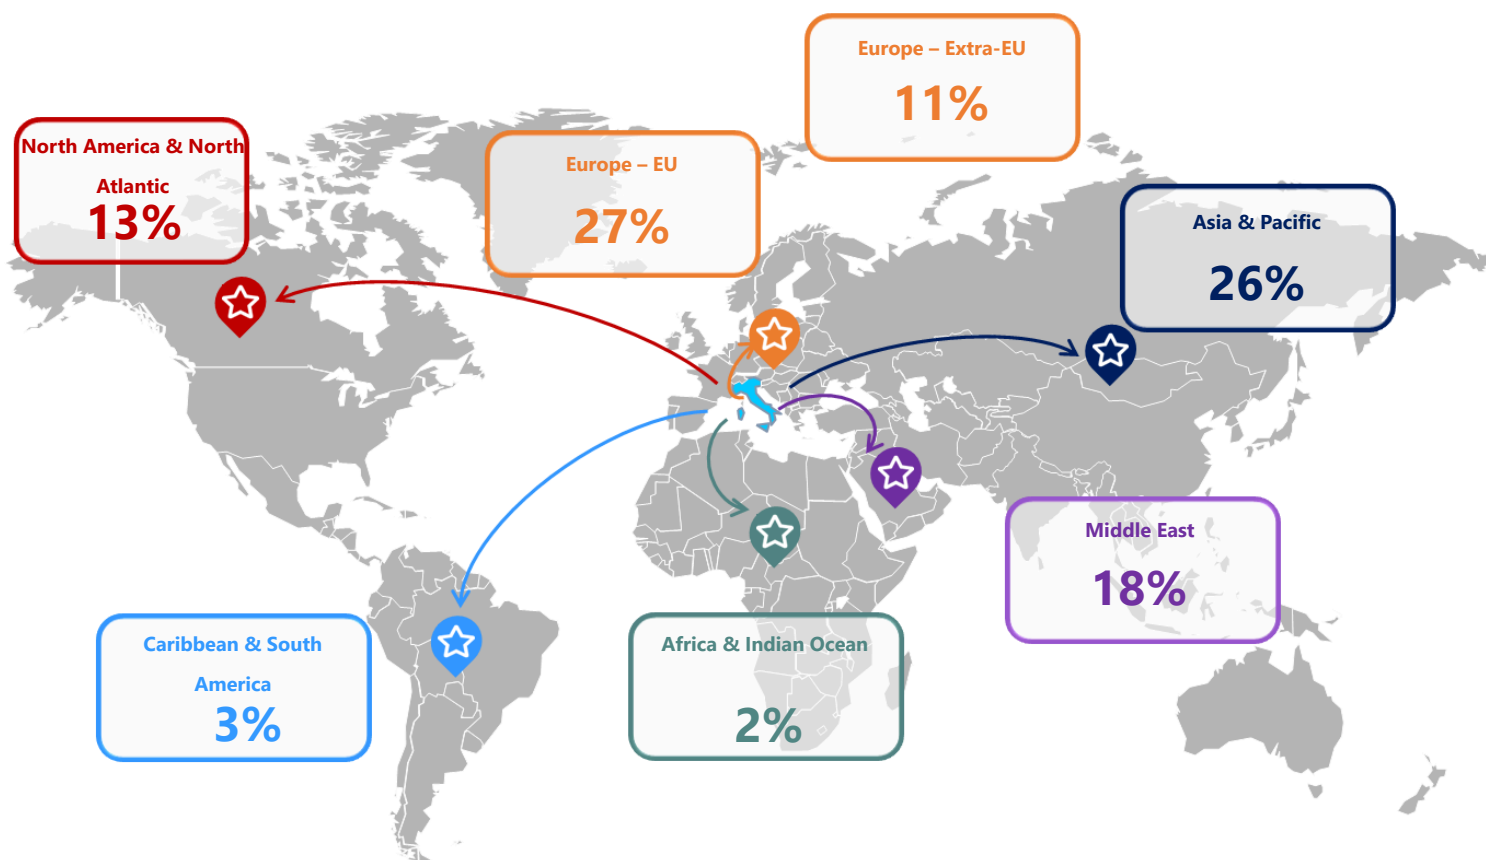 Europe – Extra-EU
11%
North America & North
Atlantic
13%
Europe – EU
27%
Asia & Pacific
26%
Middle East
18%
Caribbean & South
America
3%
Africa & Indian Ocean
2%